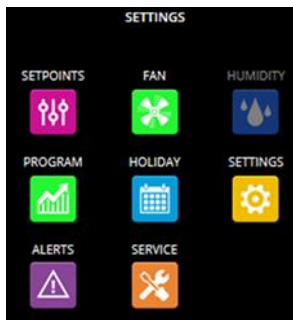 SETTINGS
SETPOINTS FAN HUMIDITY
PROGRAM HOLIDAY SETTINGS
ALERTS SERVICE